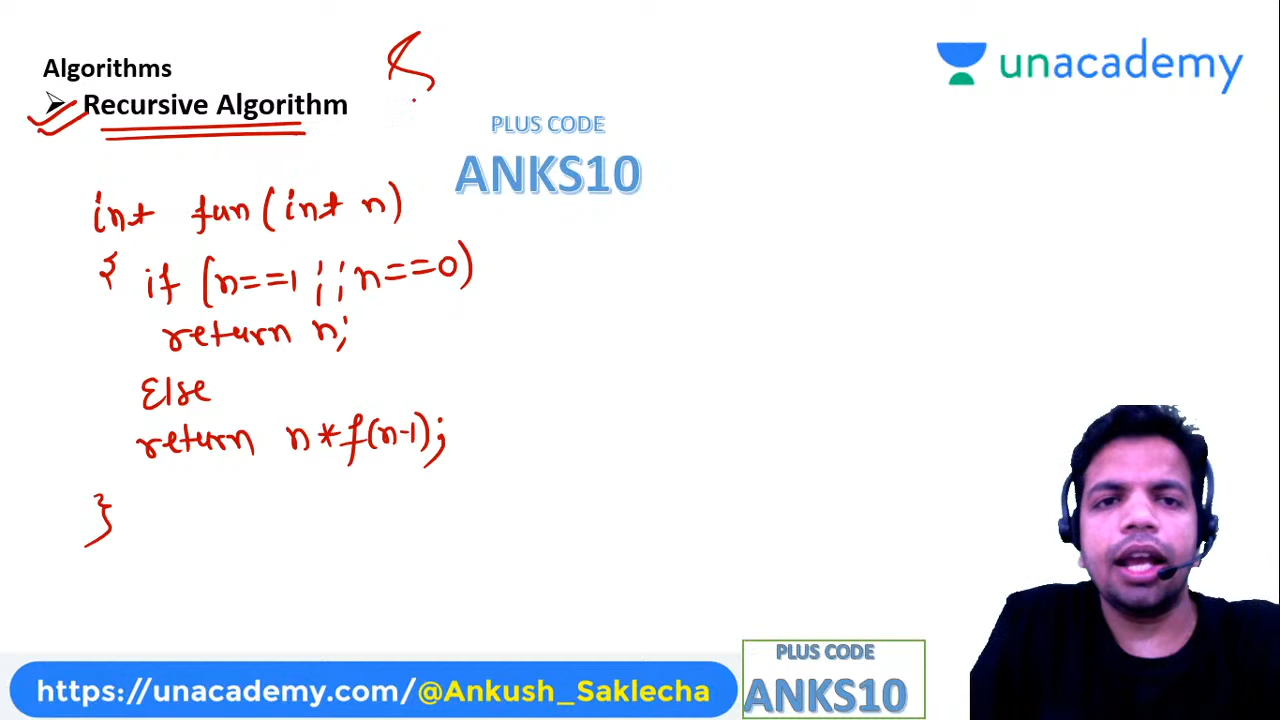 Algorithms
Recursive Algorithm
unacademy
PLUS CODE
ANKS10
int fun(int n)
{ if (n==1 || n==0)
return n;
Else
return n*f(n-1);
}
https://unacademy.com/@Ankush_Saklecha
PLUS CODE
ANKS10